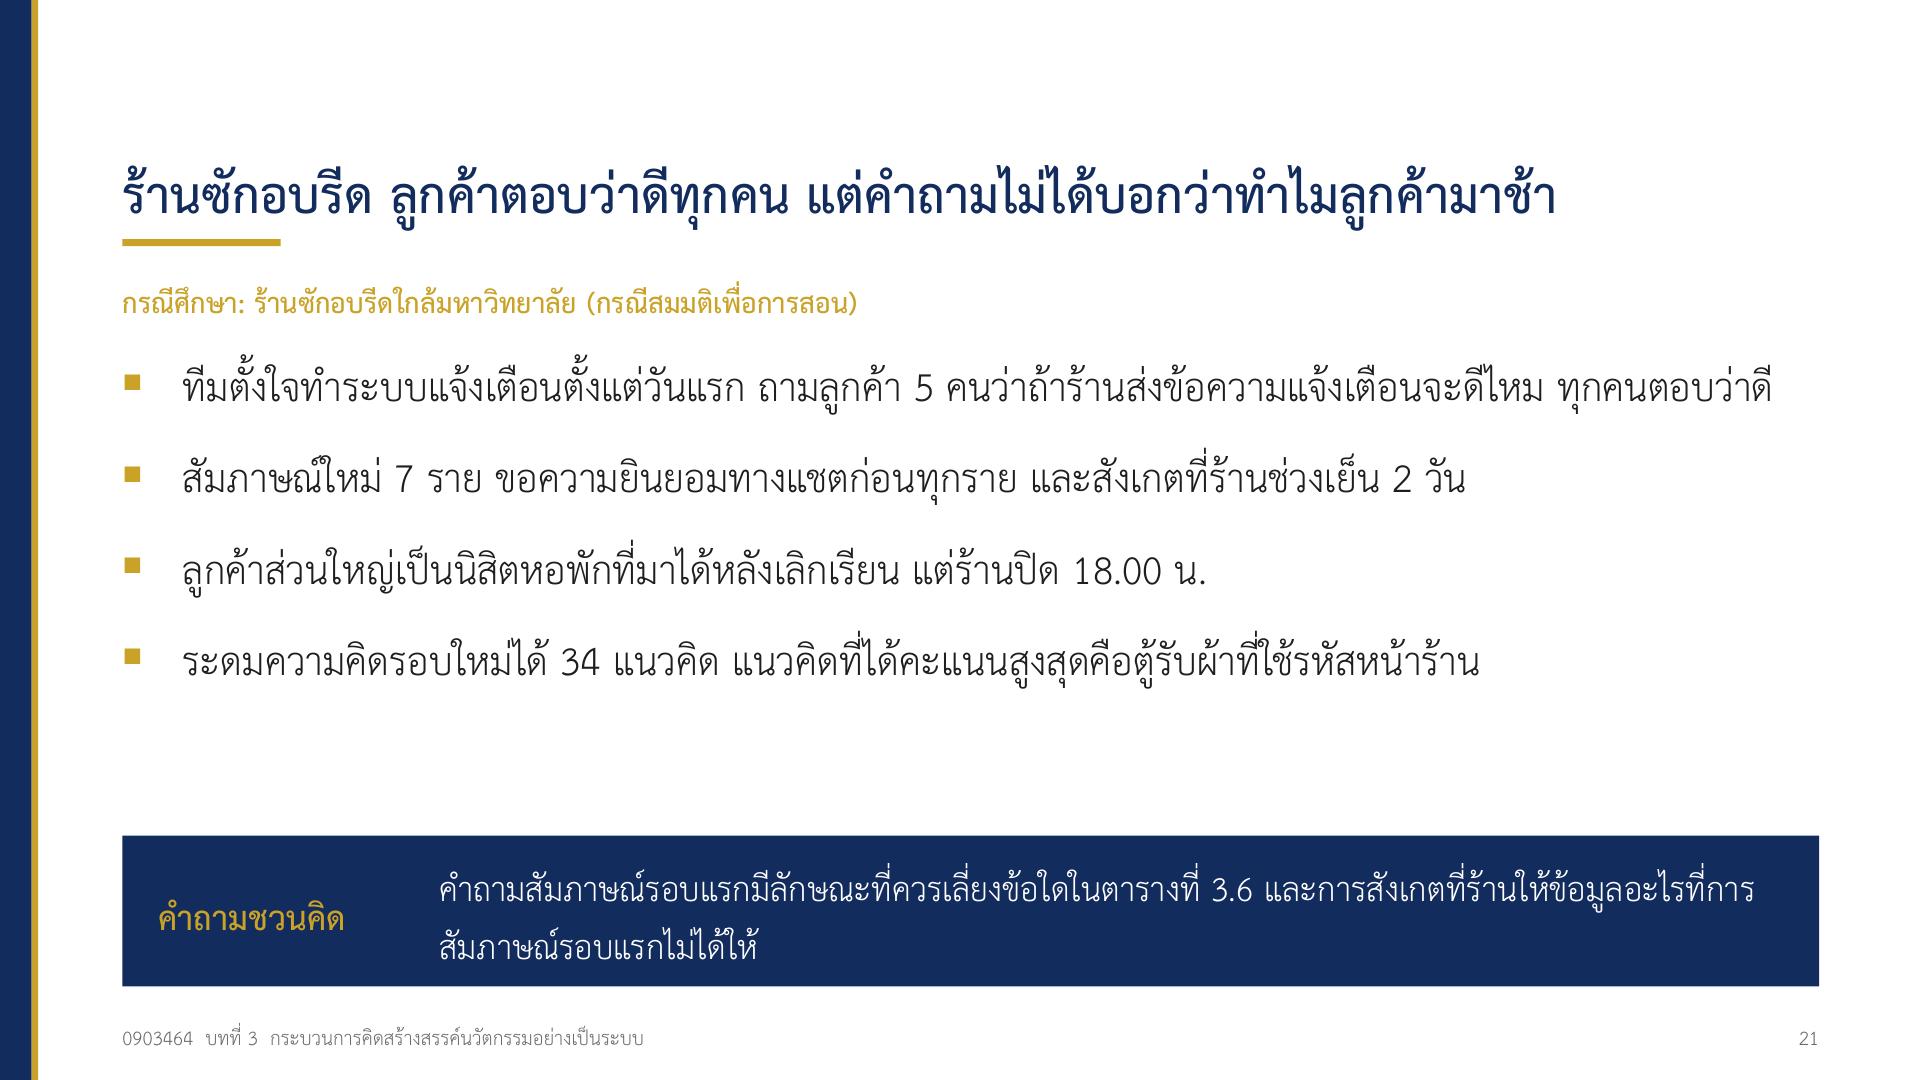 ร้านซักอบรีด ลูกค้าตอบว่าดีทุกคน แต่คำถามไม่ได้บอกว่าทำไมลูกค้ามาช้า
กรณีศึกษา: ร้านซักอบรีดใกล้มหาวิทยาลัย (กรณีสมมติเพื่อการสอน)
ทีมตั้งใจทำระบบแจ้งเตือนตั้งแต่วันแรก ถามลูกค้า 5 คนว่าถ้าร้านส่งข้อความแจ้งเตือนจะดีไหม ทุกคนตอบว่าดี
สัมภาษณ์ใหม่ 7 ราย ขอความยินยอมทางแชตก่อนทุกราย และสังเกตที่ร้านช่วงเย็น 2 วัน
ลูกค้าส่วนใหญ่เป็นนิสิตหอพักที่มาได้หลังเลิกเรียน แต่ร้านปิด 18.00 น.
ระดมความคิดรอบใหม่ได้ 34 แนวคิด แนวคิดที่ได้คะแนนสูงสุดคือตู้รับผ้าที่ใช้รหัสหน้าร้าน
คำถามชวนคิด
คำถามสัมภาษณ์รอบแรกมีลักษณะที่ควรเลี่ยงข้อใดในตารางที่ 3.6 และการสังเกตที่ร้านให้ข้อมูลอะไรที่การ
สัมภาษณ์รอบแรกไม่ได้ให้
0903464 บทที่ 3 กระบวนการคิดสร้างสรรค์นวัตกรรมอย่างเป็นระบบ
21